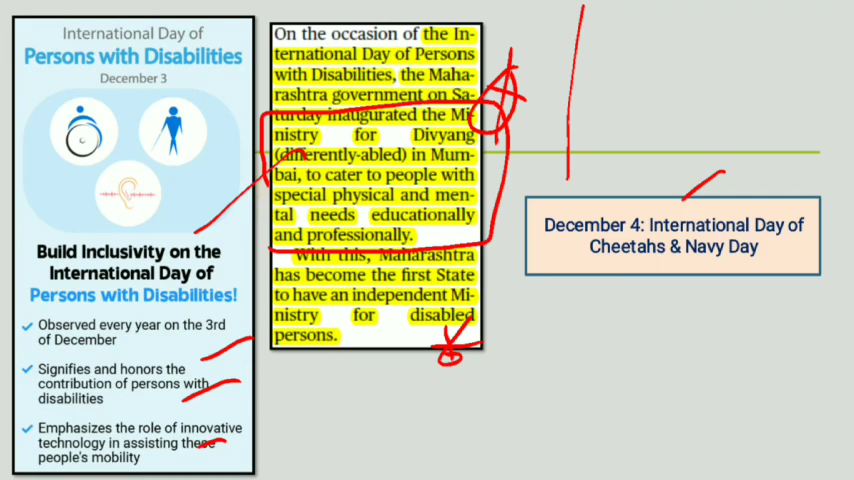 International Day of
Persons with Disabilities
December 3
Build Inclusivity on the
International Day of
Persons with Disabilities!
Observed every year on the 3rd
of December
Signifies and honors the
contribution of persons with
disabilities
Emphasizes the role of innovative
technology in assisting these
people's mobility
On the occasion of the In-
ternational Day of Persons
with Disabilities, the Maha-
rashtra government on Sa-
turday inaugurated the Mi-
nistry for Divyang
(differently-abled) in Mum-
bai, to cater to people with
special physical and men-
tal needs educationally
and professionally.
With this, Maharashtra
has become the first State
to have an independent Mi-
nistry for disabled
persons.
December 4: International Day of
Cheetahs & Navy Day